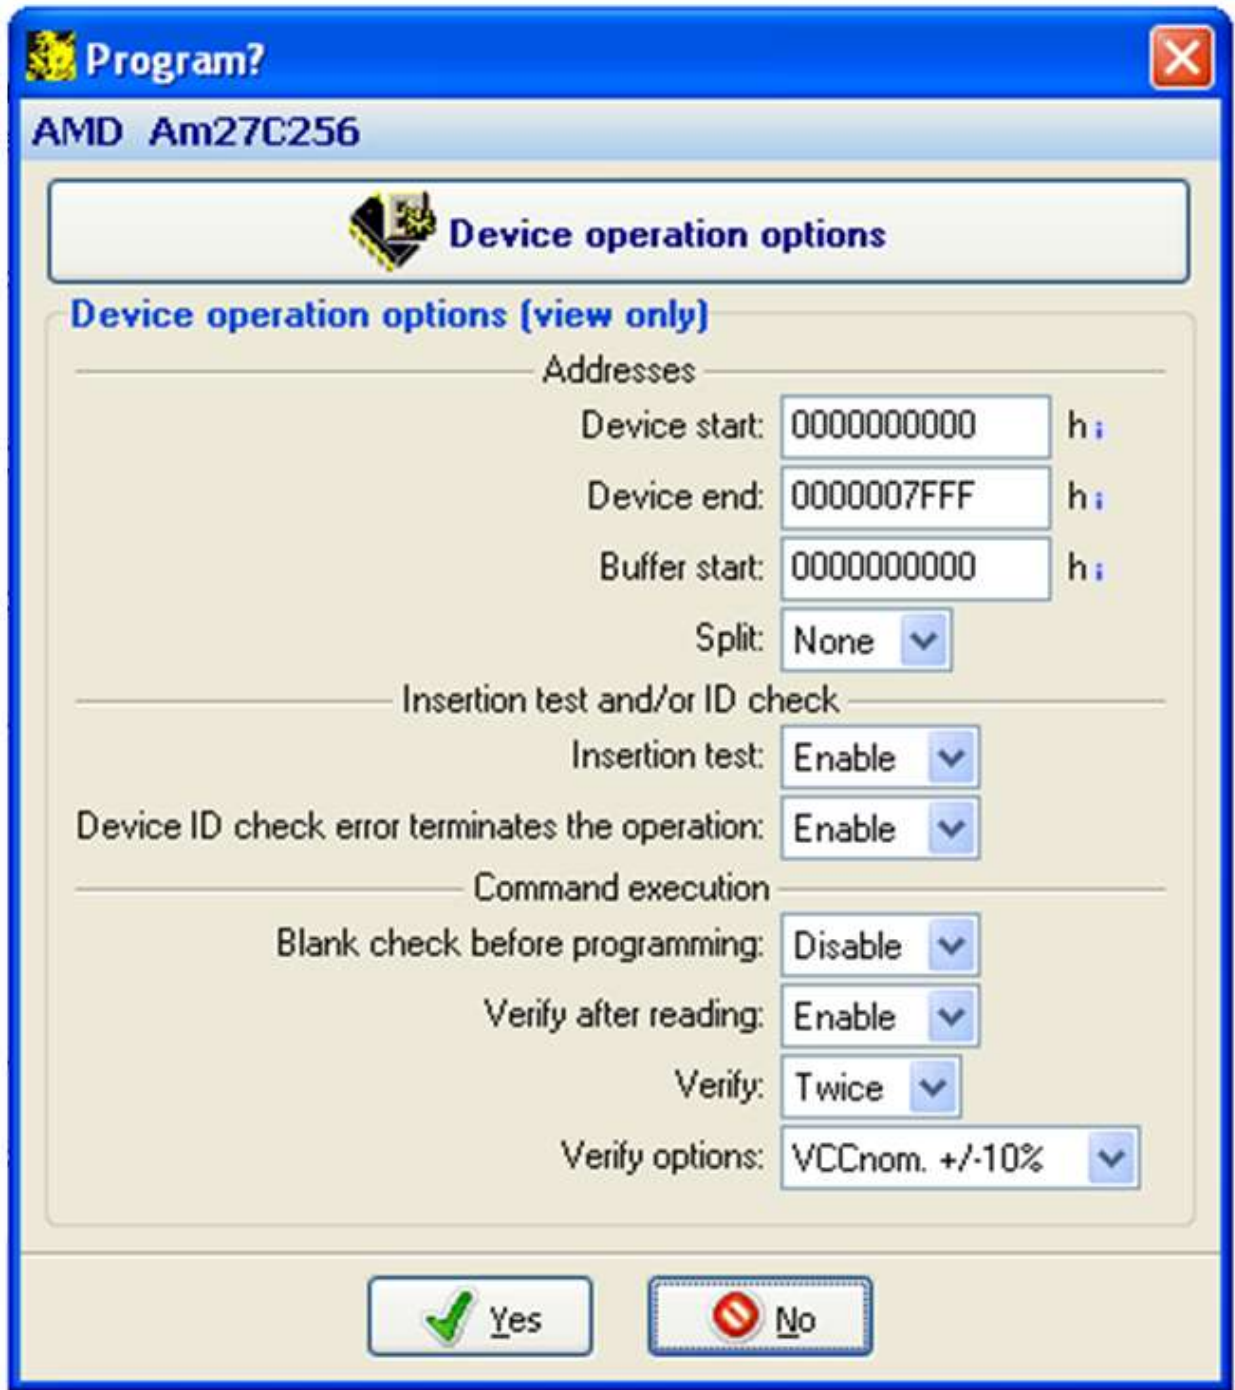 Program?
AMD Am27C256
Device operation options
Device operation options (view only)
Addresses
Device start: 0000000000 h i
Device end: 0000007FFF h i
Buffer start: 0000000000 h i
Split: None
Insertion test and/or ID check
Insertion test: Enable
Device ID check error terminates the operation: Enable
Command execution
Blank check before programming: Disable
Verify after reading: Enable
Verify: Twice
Verify options: VCCnom. +/-10%
Yes No